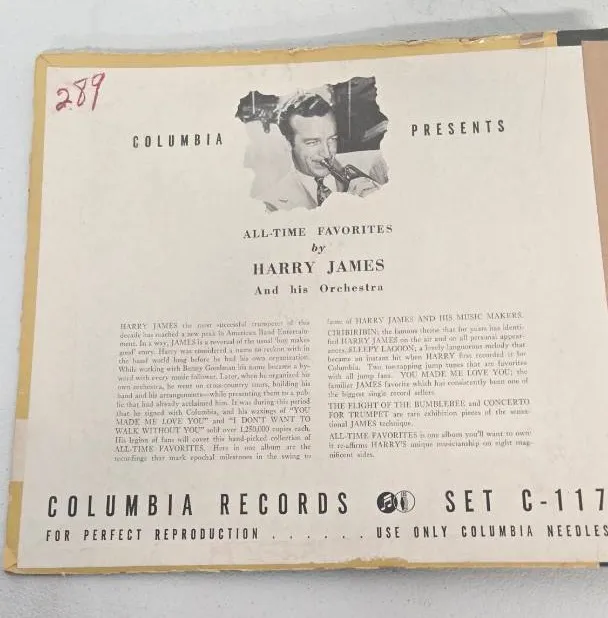 289
COLUMBIA PRESENTS
ALL-TIME FAVORITES
by
HARRY JAMES
And his Orchestra
HARRY JAMES the most successful trumpeter of this
decade has reached a new peak in American Band Entertain-
ment. In a way, JAMES is a reversal of the usual 'boy makes
good' story. Harry was considered a name to reckon with in
the band world long before he had his own organization.
While working with Benny Goodman his name became a by-
word with every music follower. Later, when he organized his
own orchestra, he went on cross-country tours, building his
band and his arrangements while presenting them to a pub-
lic that had already acclaimed him. It was during this period
that he signed with Columbia, and his waxings of "YOU
MADE ME LOVE YOU" and "I DON'T WANT TO
WALK WITHOUT YOU" sold over 1,250,000 copies each.
His legion of fans will covet this hand-picked collection of
ALL-TIME FAVORITES. Here in one album are the
recordings that mark epochal milestones in the swing to
fame of HARRY JAMES AND HIS MUSIC MAKERS.
CIRIBIRIBIN; the famous theme that for years has identi-
fied HARRY JAMES on the air and on all personal appear-
ances, SLEEPY LAGOON; a lovely languorous melody that
became an instant hit when HARRY first recorded it for
Columbia. Two toe-tapping jump tunes that are favorites
with all jump fans. YOU MADE ME LOVE YOU; the
familiar JAMES favorite which has consistently been one of
the biggest single record sellers.
THE FLIGHT OF THE BUMBLEBEE and CONCERTO
FOR TRUMPET are rare exhibition pieces of the sensa-
tional JAMES technique.
ALL-TIME FAVORITES is one album you'll want to own:
it re-affirms HARRY'S unique musicianship on eight mag-
nificent sides.
COLUMBIA RECORDS SET C-117
FOR PERFECT REPRODUCTION . . . . . . USE ONLY COLUMBIA NEEDLES